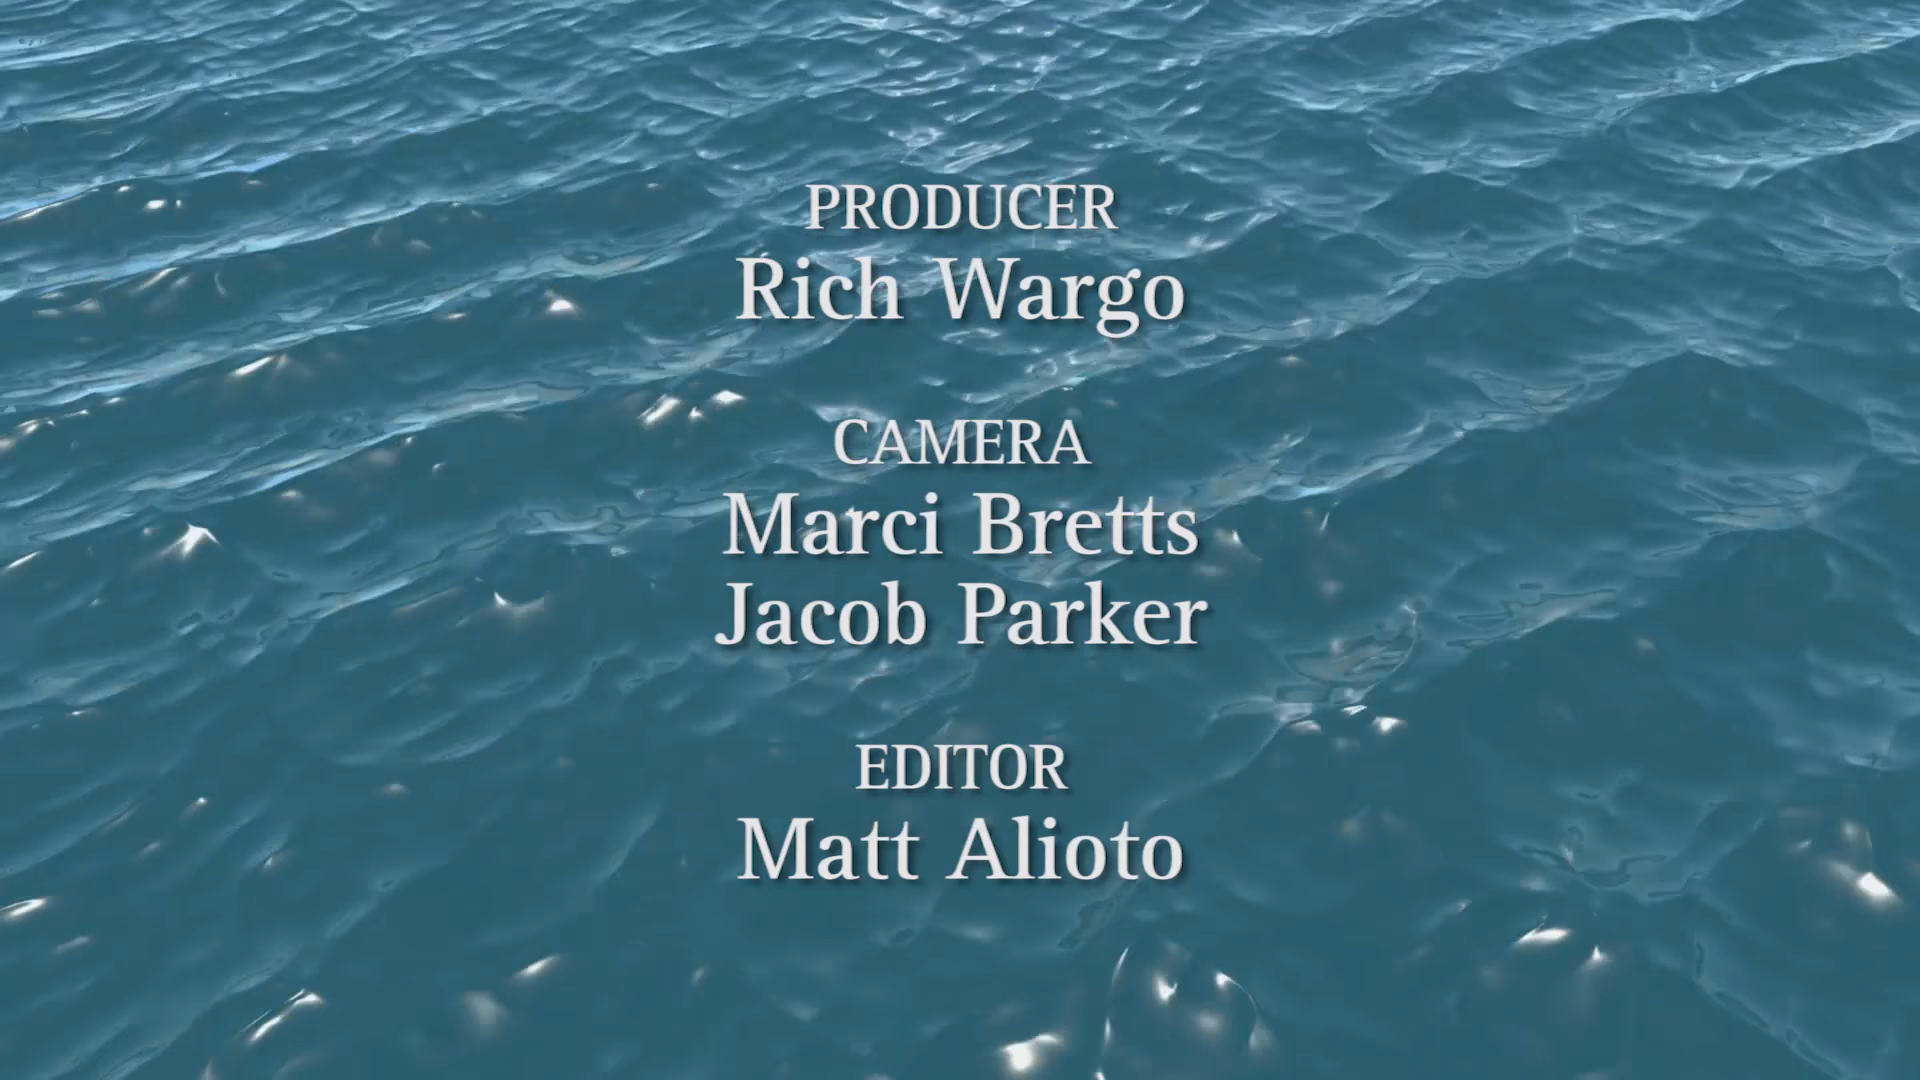 PRODUCER
Rich Wargo
CAMERA
Marci Bretts
Jacob Parker
EDITOR
Matt Alioto